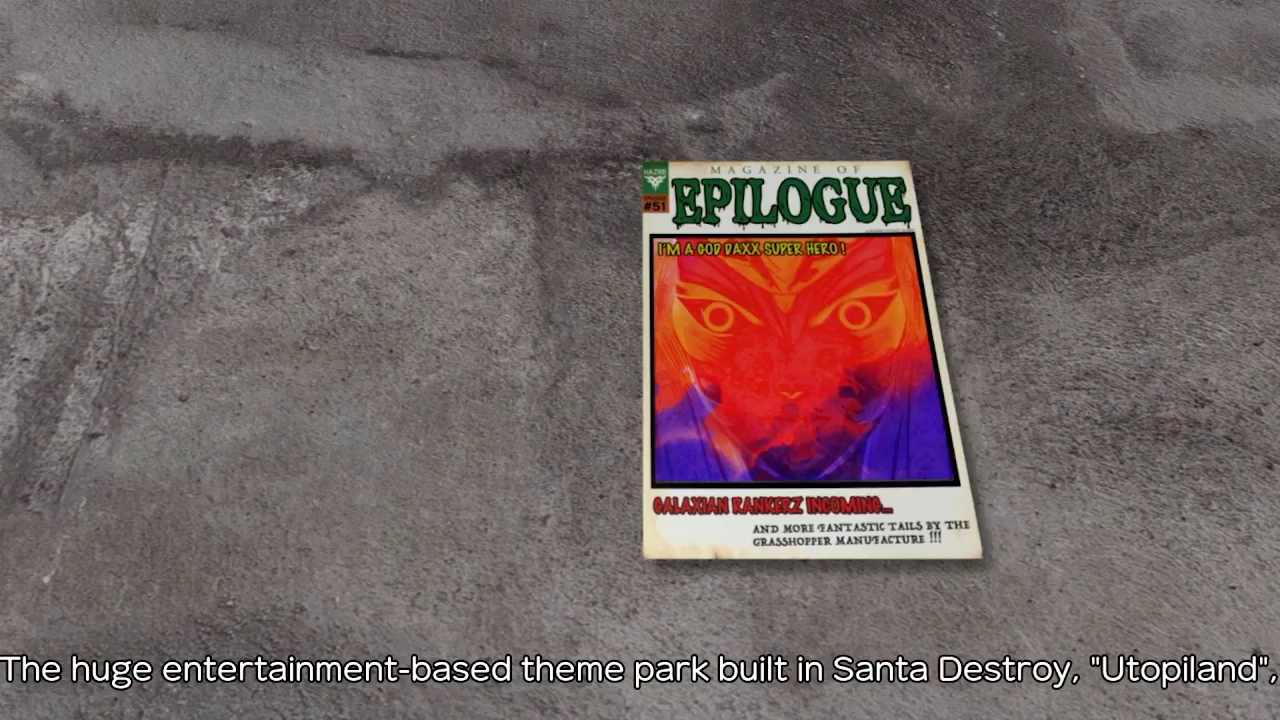 MAGAZINE OF
HAZRE
EPILOGUE
#51
I'M A GOD DAXX SUPER HERO !
GALAXIAN RANKERZ INCOMING...
AND MORE FANTASTIC TAILS BY THE
GRASSHOPPER MANUFACTURE !!!
The huge entertainment-based theme park built in Santa Destroy, "Utopiland",